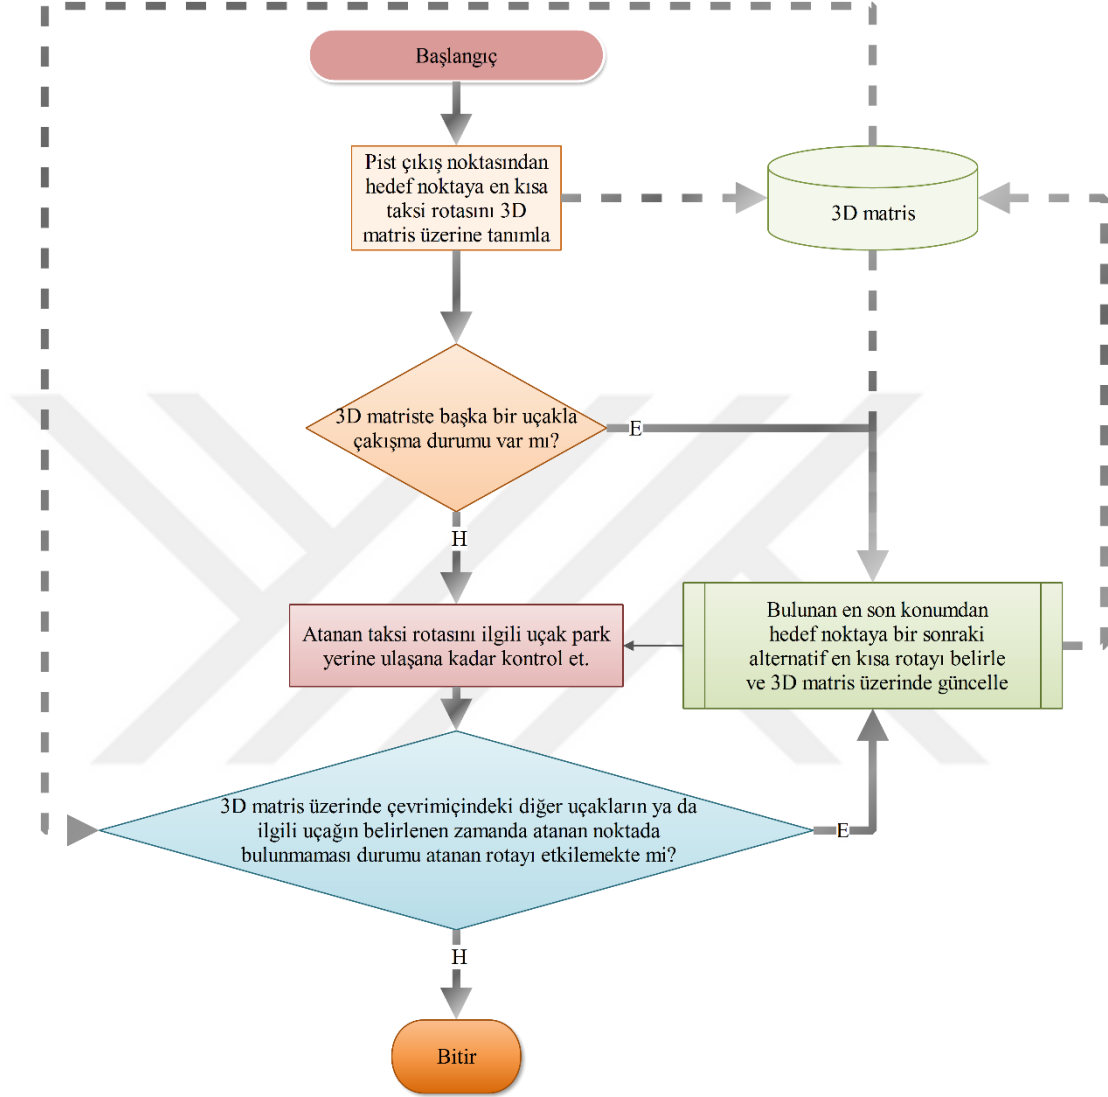 Başlangıç
Pist çıkış noktasından
hedef noktaya en kısa
taksi rotasını 3D
matris üzerine tanımla
3D matris
3D matriste başka bir uçakla
çakışma durumu var mı?
E
H
Atanan taksi rotasını ilgili uçak park
yerine ulaşana kadar kontrol et.
Bulunan en son konumdan
hedef noktaya bir sonraki
alternatif en kısa rotayı belirle
ve 3D matris üzerinde güncelle
3D matris üzerinde çevrimiçindeki diğer uçakların ya da
ilgili uçağın belirlenen zamanda atanan noktada
bulunmaması durumu atanan rotayı etkilemekte mi?
E
H
Bitir